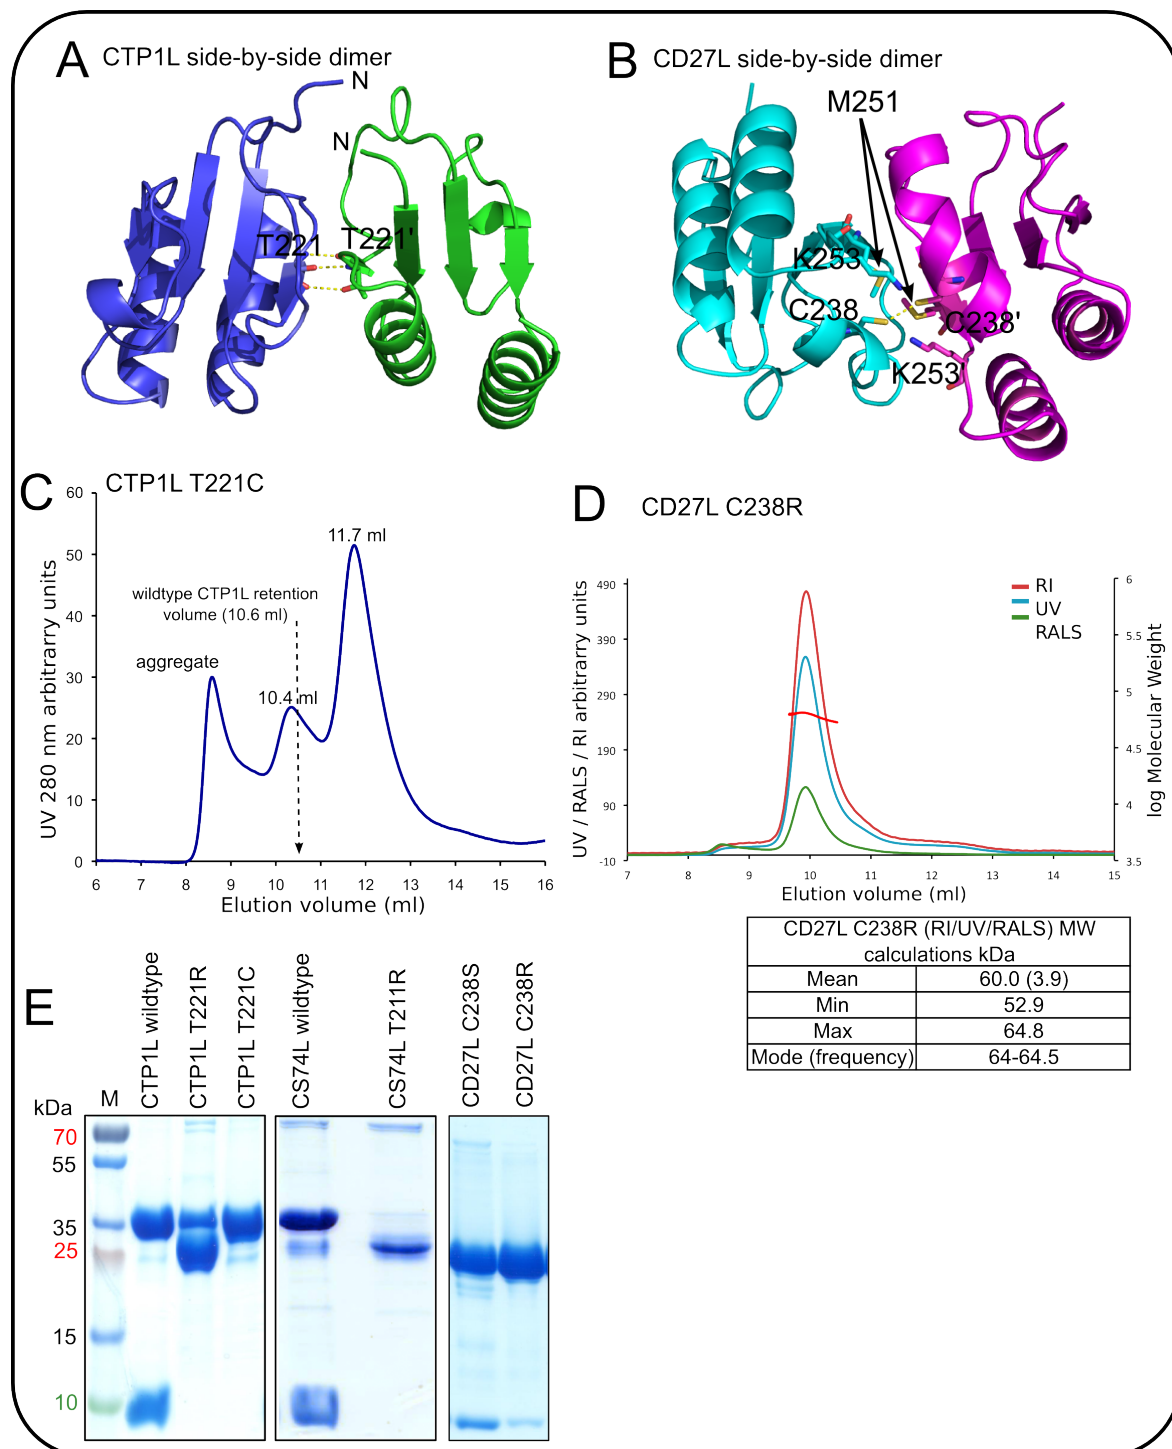 A CTP1L side-by-side dimer
N
N
T221 T221'
B CD27L side-by-side dimer
M251
K253
C238
C238'
K253'
C CTP1L T221C
UV 280 nm arbitrarry units
60
50
40
30
20
10
0
11.7 ml
wildtype CTP1L retention
volume (10.6 ml)
aggregate
10.4 ml
6 7 8 9 10 11 12 13 14 15 16
Elution volume (ml)
D CD27L C238R
UV / RALS / RI arbitrarry units
490
390
290
190
90
-10
RI
UV
RALS
6
5.5
5
4.5
4
3.5
log Molecular Weight
7 8 9 10 11 12 13 14 15
Elution volume (ml)
CD27L C238R (RI/UV/RALS) MW
calculations kDa
Mean 60.0 (3.9)
Min 52.9
Max 64.8
Mode (frequency) 64-64.5
E
kDa
M
CTP1L wildtype
CTP1L T221R
CTP1L T221C
CS74L wildtype
CS74L T211R
CD27L C238S
CD27L C238R
70
55
35
25
15
10